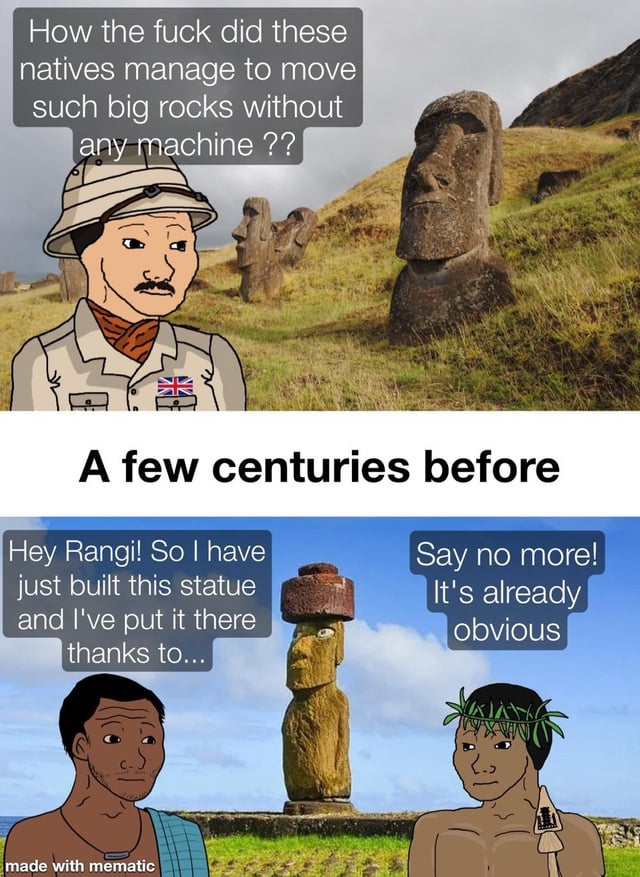 How the fuck did these
natives manage to move
such big rocks without
any machine ??
A few centuries before
Hey Rangi! So I have
just built this statue
and I've put it there
thanks to...
Say no more!
It's already
obvious
made with mematic